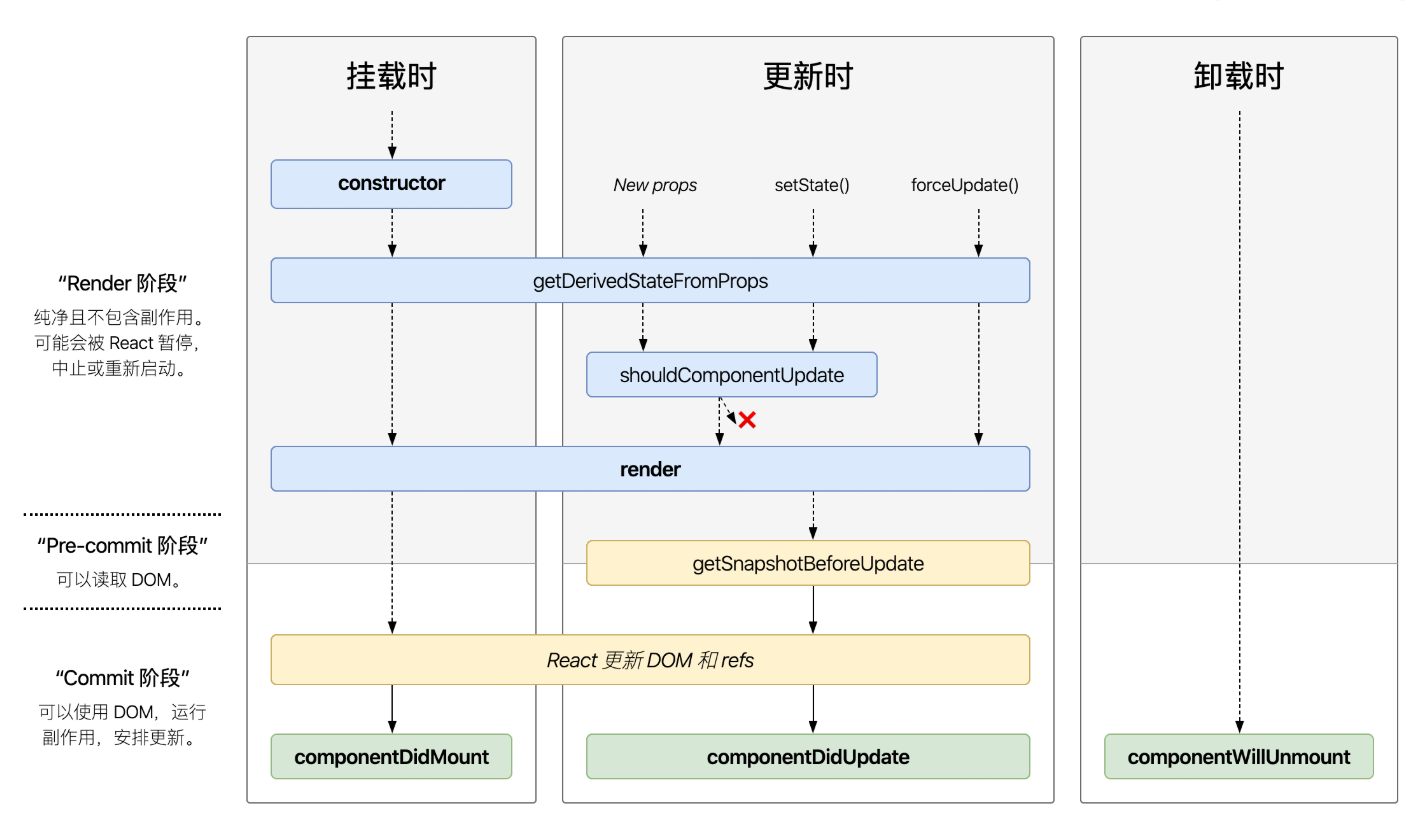 挂载时
更新时
卸载时
constructor
New props
setState()
forceUpdate()
“Render 阶段”
纯净且不包含副作用。
可能会被 React 暂停，
中止或重新启动。
getDerivedStateFromProps
shouldComponentUpdate
render
“Pre-commit 阶段”
可以读取 DOM。
getSnapshotBeforeUpdate
“Commit 阶段”
可以使用 DOM，运行
副作用，安排更新。
React 更新 DOM 和 refs
componentDidMount
componentDidUpdate
componentWillUnmount